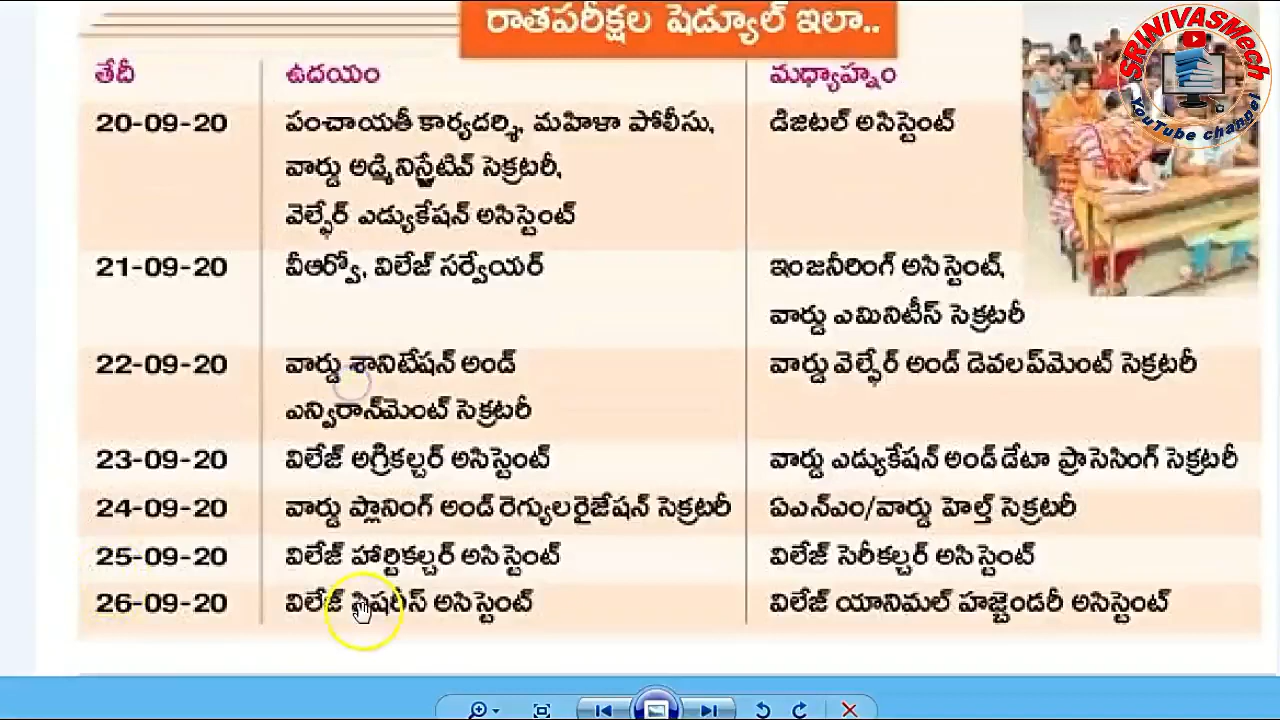 రాతపరీక్షల షెడ్యూల్ ఇలా..
తేదీ ఉదయం మధ్యాహ్నం
20-09-20 పంచాయతీ కార్యదర్శి, మహిళా పోలీసు, డిజిటల్ అసిస్టెంట్
వార్డు అడ్మినిస్ట్రేటివ్ సెక్రటరీ,
వెల్ఫేర్ ఎడ్యుకేషన్ అసిస్టెంట్
21-09-20 వీఆర్వో, విలేజ్ సర్వేయర్ ఇంజనీరింగ్ అసిస్టెంట్,
వార్డు ఎమినిటీస్ సెక్రటరీ
22-09-20 వార్డు శానిటేషన్ అండ్ వార్డు వెల్ఫేర్ అండ్ డెవలప్‌మెంట్ సెక్రటరీ
ఎన్విరాన్‌మెంట్ సెక్రటరీ
23-09-20 విలేజ్ అగ్రికల్చర్ అసిస్టెంట్ వార్డు ఎడ్యుకేషన్ అండ్ డేటా ప్రాసెసింగ్ సెక్రటరీ
24-09-20 వార్డు ప్లానింగ్ అండ్ రెగ్యులరైజేషన్ సెక్రటరీ ఏఎన్ఎం/వార్డు హెల్త్ సెక్రటరీ
25-09-20 విలేజ్ హార్టికల్చర్ అసిస్టెంట్ విలేజ్ సెరీకల్చర్ అసిస్టెంట్
26-09-20 విలేజ్ ఫిషరీస్ అసిస్టెంట్ విలేజ్ యానిమల్ హజ్బెండరీ అసిస్టెంట్
SRINIVASMech
YouTube channel